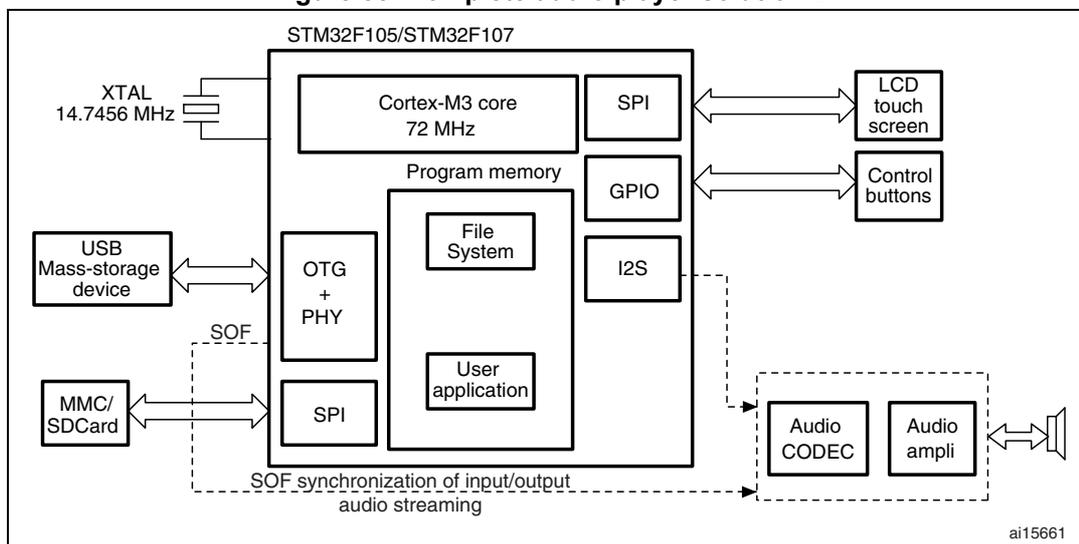 STM32F105/STM32F107
XTAL
14.7456 MHz
Cortex-M3 core
72 MHz
SPI
LCD
touch
screen
Program memory
GPIO
Control
buttons
File
System
I2S
USB
Mass-storage
device
OTG
+
PHY
SOF
User
application
MMC/
SDCard
SPI
Audio
CODEC
Audio
ampli
SOF synchronization of input/output
audio streaming
ai15661